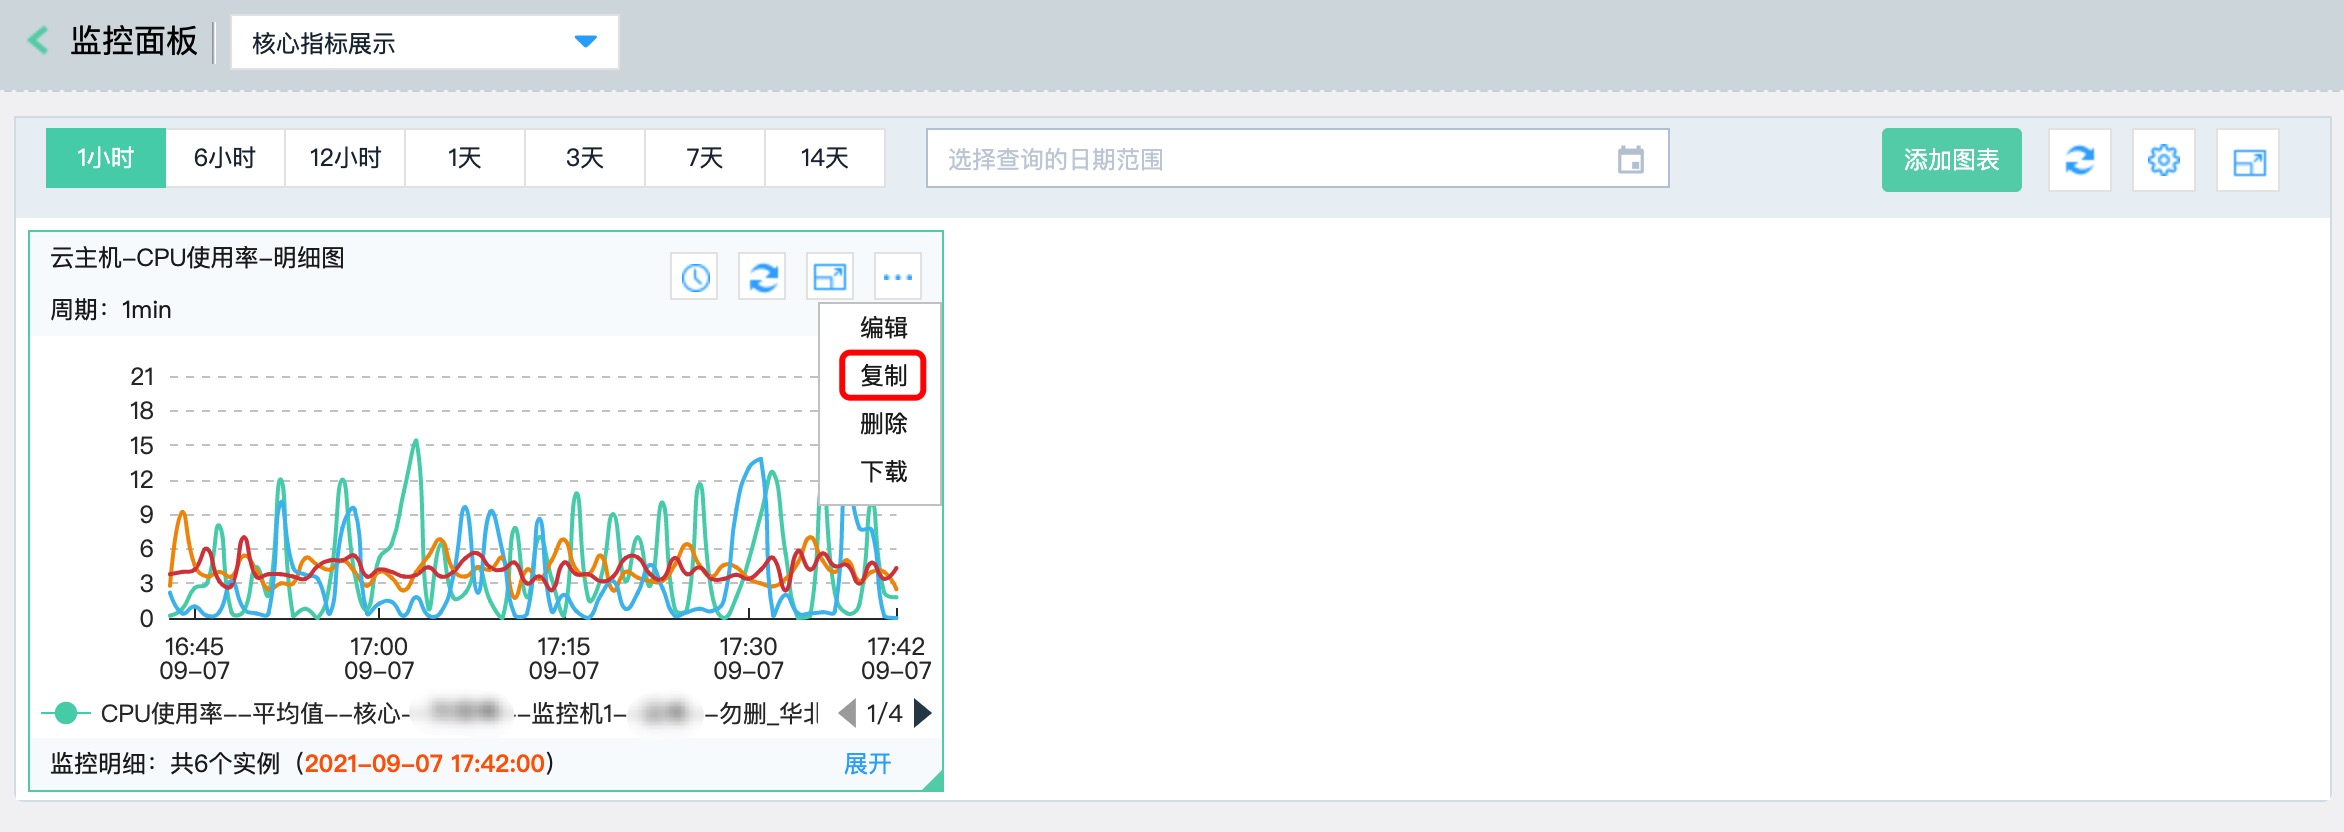 监控面板
核心指标展示
1小时 6小时 12小时 1天 3天 7天 14天
选择查询的日期范围
添加图表
云主机-CPU使用率-明细图
周期：1min
编辑
复制
删除
下载
21
18
15
12
9
6
3
0
16:45 17:00 17:15 17:30 17:42
09-07 09-07 09-07 09-07 09-07
CPU使用率--平均值--核心- --监控机1- -勿删_华北
1/4
监控明细：共6个实例（2021-09-07 17:42:00）
展开